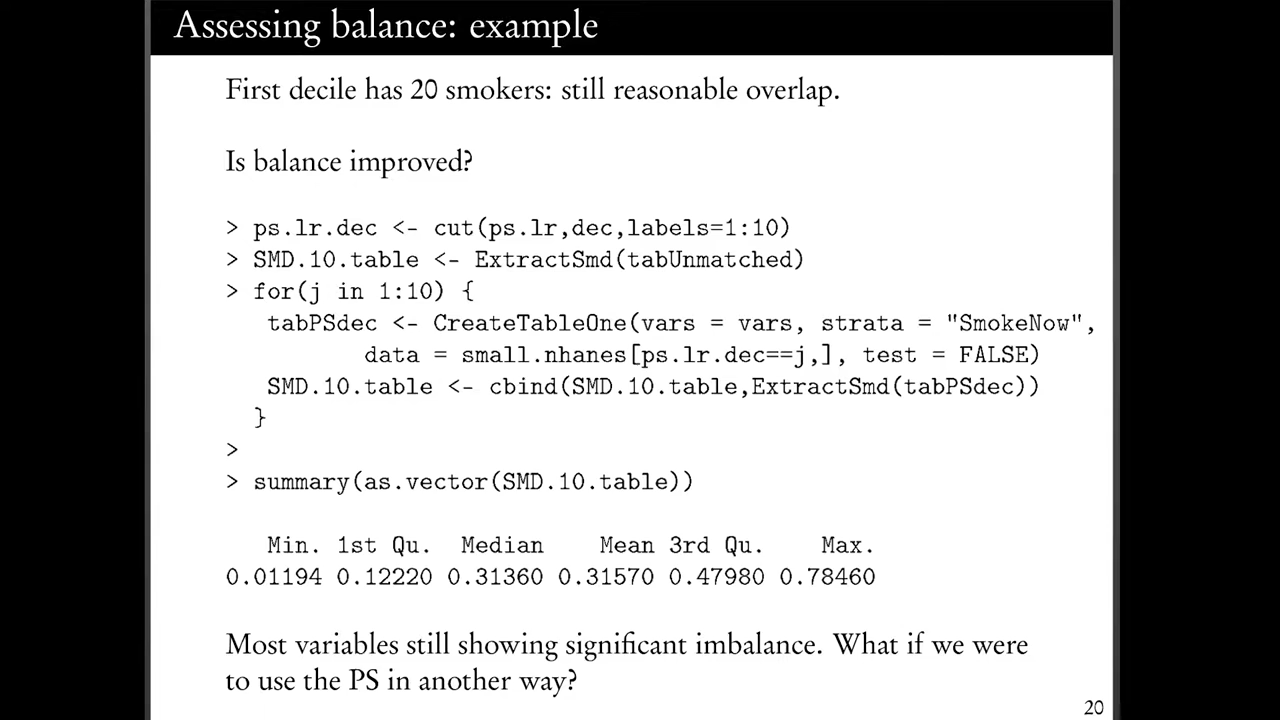 Assessing balance: example
First decile has 20 smokers: still reasonable overlap.
Is balance improved?
> ps.lr.dec <- cut(ps.lr,dec,labels=1:10)
> SMD.10.table <- ExtractSmd(tabUnmatched)
> for(j in 1:10) {
tabPSdec <- CreateTableOne(vars = vars, strata = "SmokeNow",
data = small.nhanes[ps.lr.dec==j,], test = FALSE)
SMD.10.table <- cbind(SMD.10.table,ExtractSmd(tabPSdec))
}
>
> summary(as.vector(SMD.10.table))
Min. 1st Qu. Median Mean 3rd Qu. Max.
0.01194 0.12220 0.31360 0.31570 0.47980 0.78460
Most variables still showing significant imbalance. What if we were
to use the PS in another way?
20